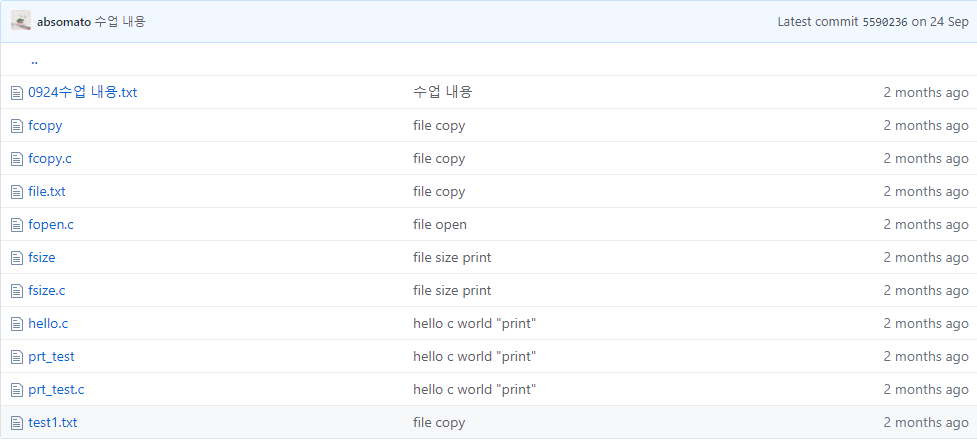 absomato 수업 내용 Latest commit 5590236 on 24 Sep
..
0924수업 내용.txt 수업 내용 2 months ago
fcopy file copy 2 months ago
fcopy.c file copy 2 months ago
file.txt file copy 2 months ago
fopen.c file open 2 months ago
fsize file size print 2 months ago
fsize.c file size print 2 months ago
hello.c hello c world "print" 2 months ago
prt_test hello c world "print" 2 months ago
prt_test.c hello c world "print" 2 months ago
test1.txt file copy 2 months ago